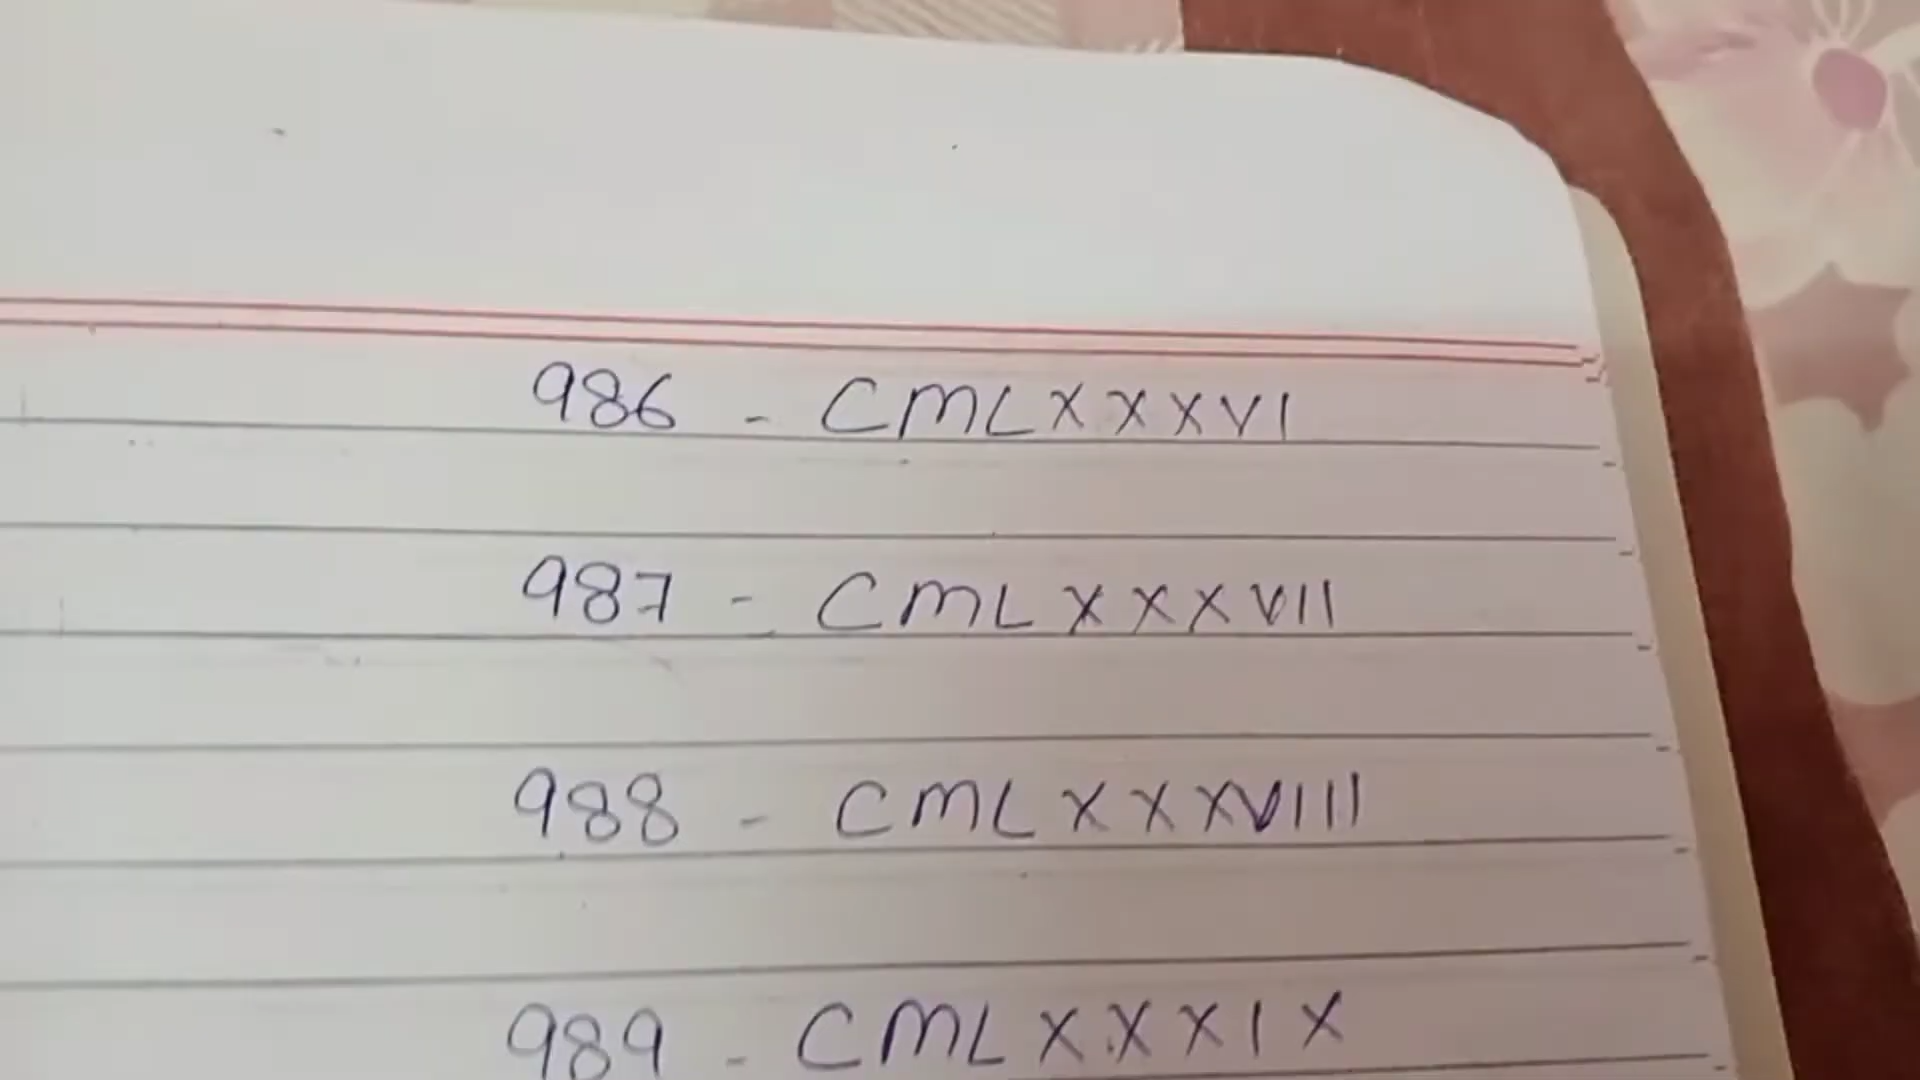 986 - CMLXXXVI
987 - CMLXXXVII
988 - CMLXXXVIII
989 - CMLXXXIX